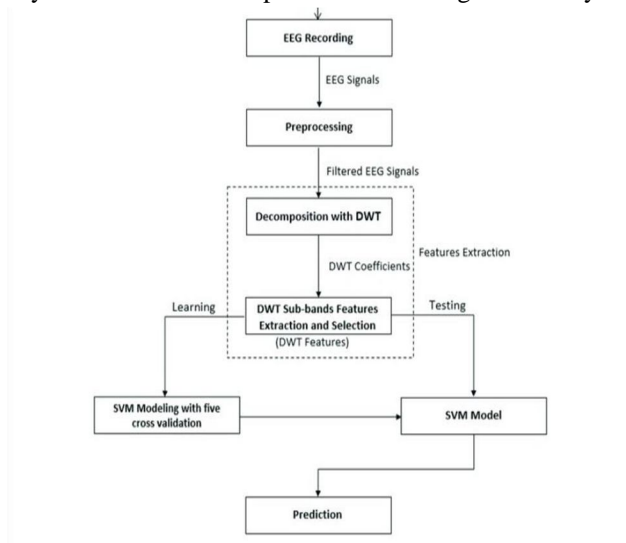 EEG Recording
EEG Signals
Preprocessing
Filtered EEG Signals
Decomposition with DWT
Features Extraction
DWT Coefficients
Learning
DWT Sub-bands Features
Extraction and Selection
(DWT Features)
Testing
SVM Modeling with five
cross validation
SVM Model
Prediction